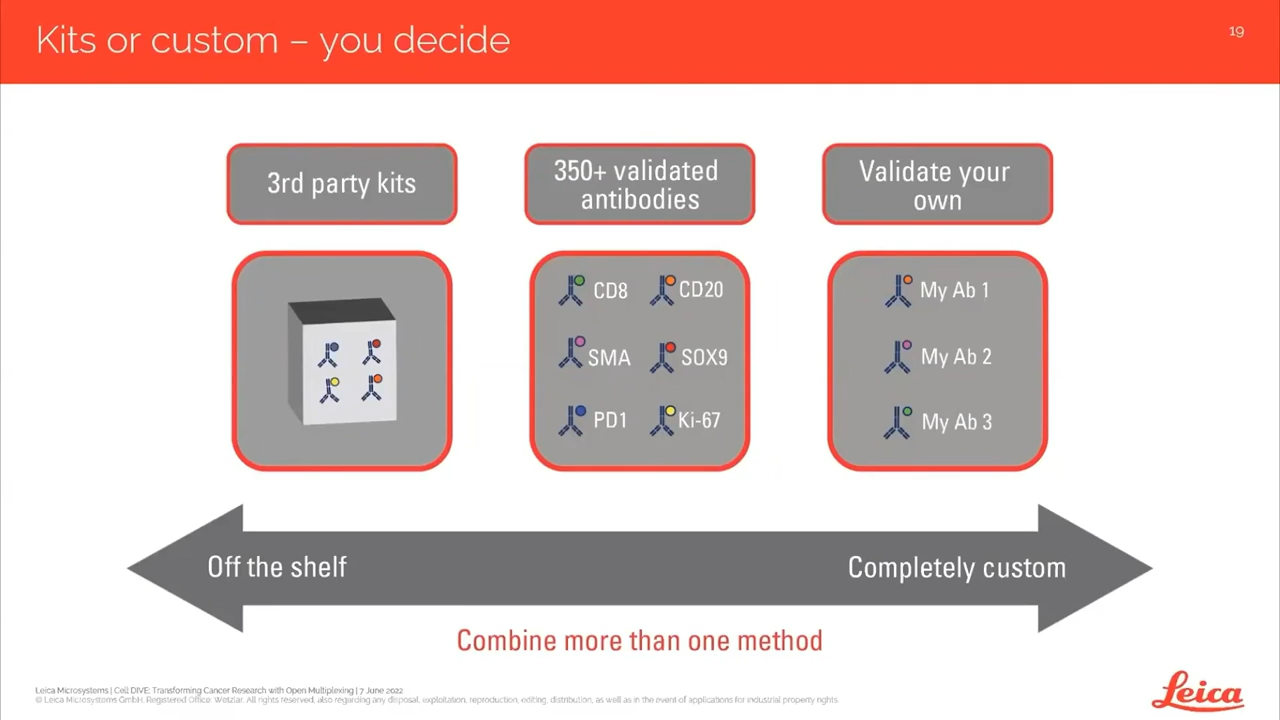 Kits or custom – you decide
19
3rd party kits
350+ validated
antibodies
Validate your
own
CD8
CD20
SMA
SOX9
PD1
Ki-67
My Ab 1
My Ab 2
My Ab 3
Off the shelf
Completely custom
Combine more than one method
Leica Microsystems | Cell DIVE: Transforming Cancer Research with Open Multiplexing | 7 June 2022
© Leica Microsystems GmbH. Registered Office: Wetzlar. All rights reserved, also regarding any disposal, exploitation, reproduction, editing, distribution, as well as in the event of applications for industrial property rights.
Leica